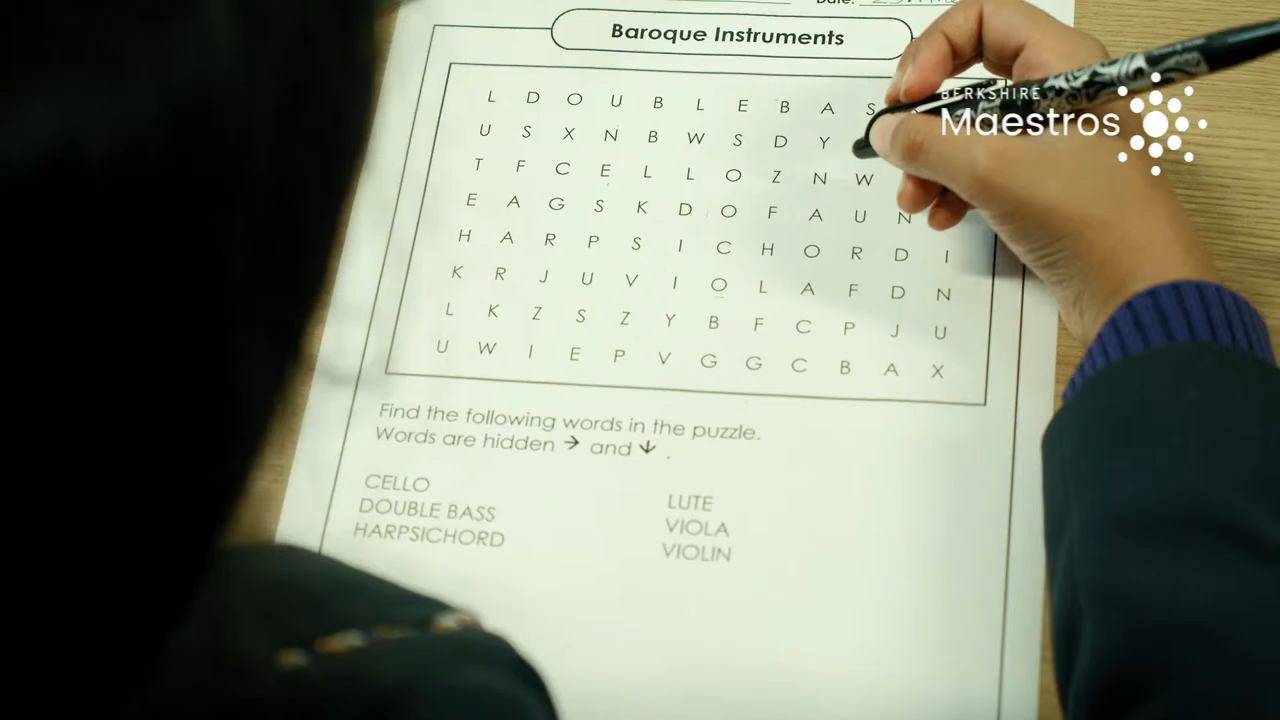 Date:
Baroque Instruments
BERKSHIRE
Maestros
L D O U B L E B A S
U S X N B W S D Y
T F C E L L O Z N W
E A G S K D O F A U N
H A R P S I C H O R D I
K R J U V I O L A F D N
L K Z S Z Y B F C P J U
U W I E P V G G C B A X
Find the following words in the puzzle.
Words are hidden → and ↓ .
CELLO
DOUBLE BASS
HARPSICHORD
LUTE
VIOLA
VIOLIN